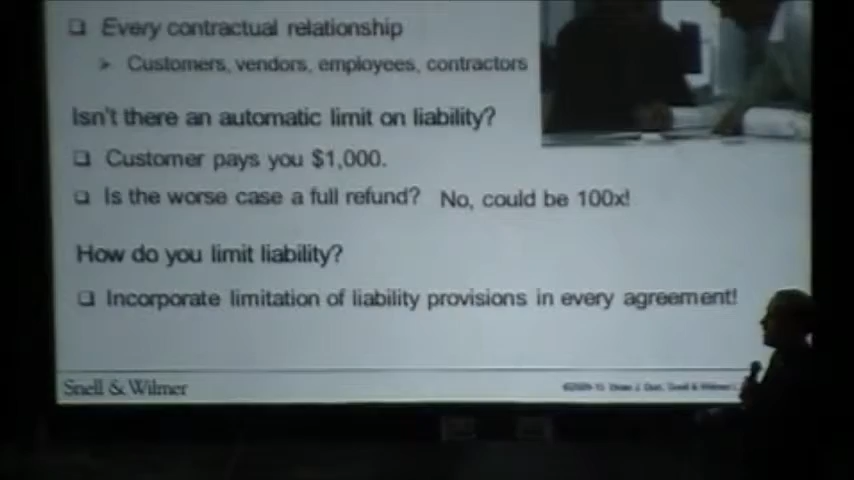 ❑ Every contractual relationship
➢ Customers, vendors, employees, contractors
Isn't there an automatic limit on liability?
❑ Customer pays you $1,000.
❑ Is the worse case a full refund? No, could be 100x!
How do you limit liability?
❑ Incorporate limitation of liability provisions in every agreement!
Snell & Wilmer